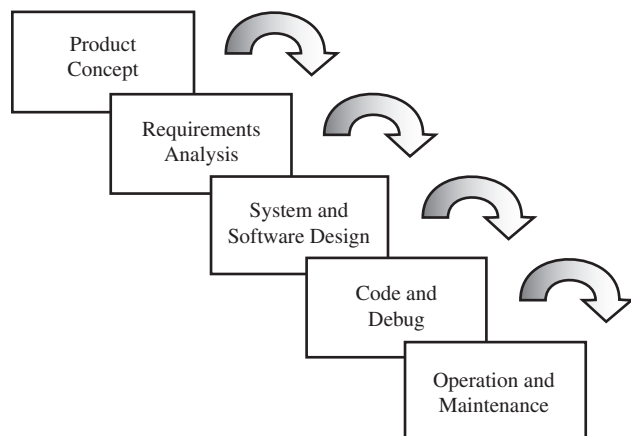 Product
Concept
Requirements
Analysis
System and
Software Design
Code and
Debug
Operation and
Maintenance